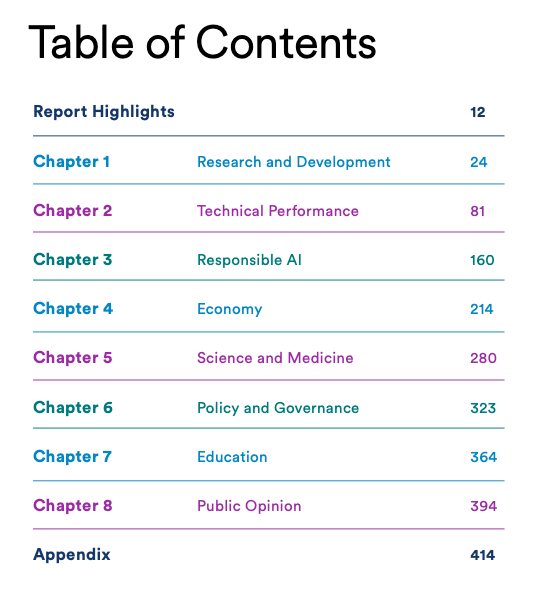 Table of Contents
Report Highlights 12
Chapter 1 Research and Development 24
Chapter 2 Technical Performance 81
Chapter 3 Responsible AI 160
Chapter 4 Economy 214
Chapter 5 Science and Medicine 280
Chapter 6 Policy and Governance 323
Chapter 7 Education 364
Chapter 8 Public Opinion 394
Appendix 414